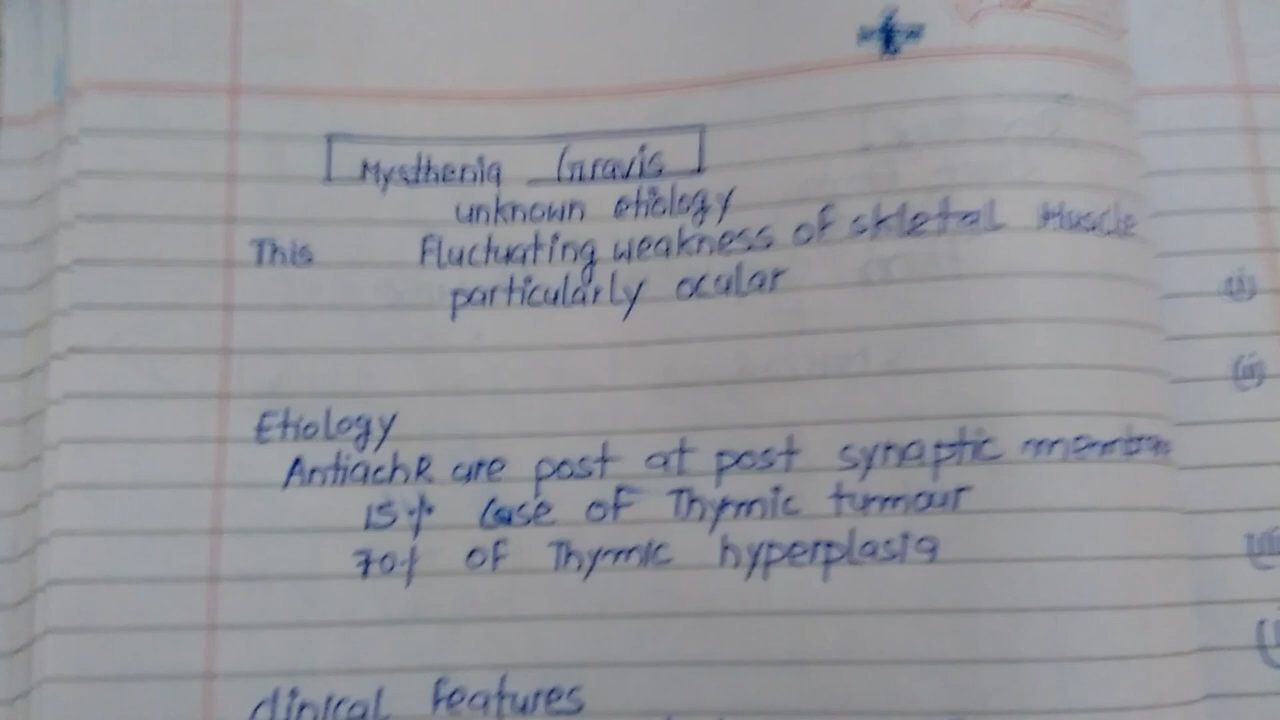 Mysthenia Gravis
unknown etiology
This Fluctuating weakness of skletal Muscle
particularly ocular
(i)
(ii)
Etiology
AntiachR are post at post synaptic
15% Case of Thymic tumour
70% of Thymic hyperplasia
clinical features